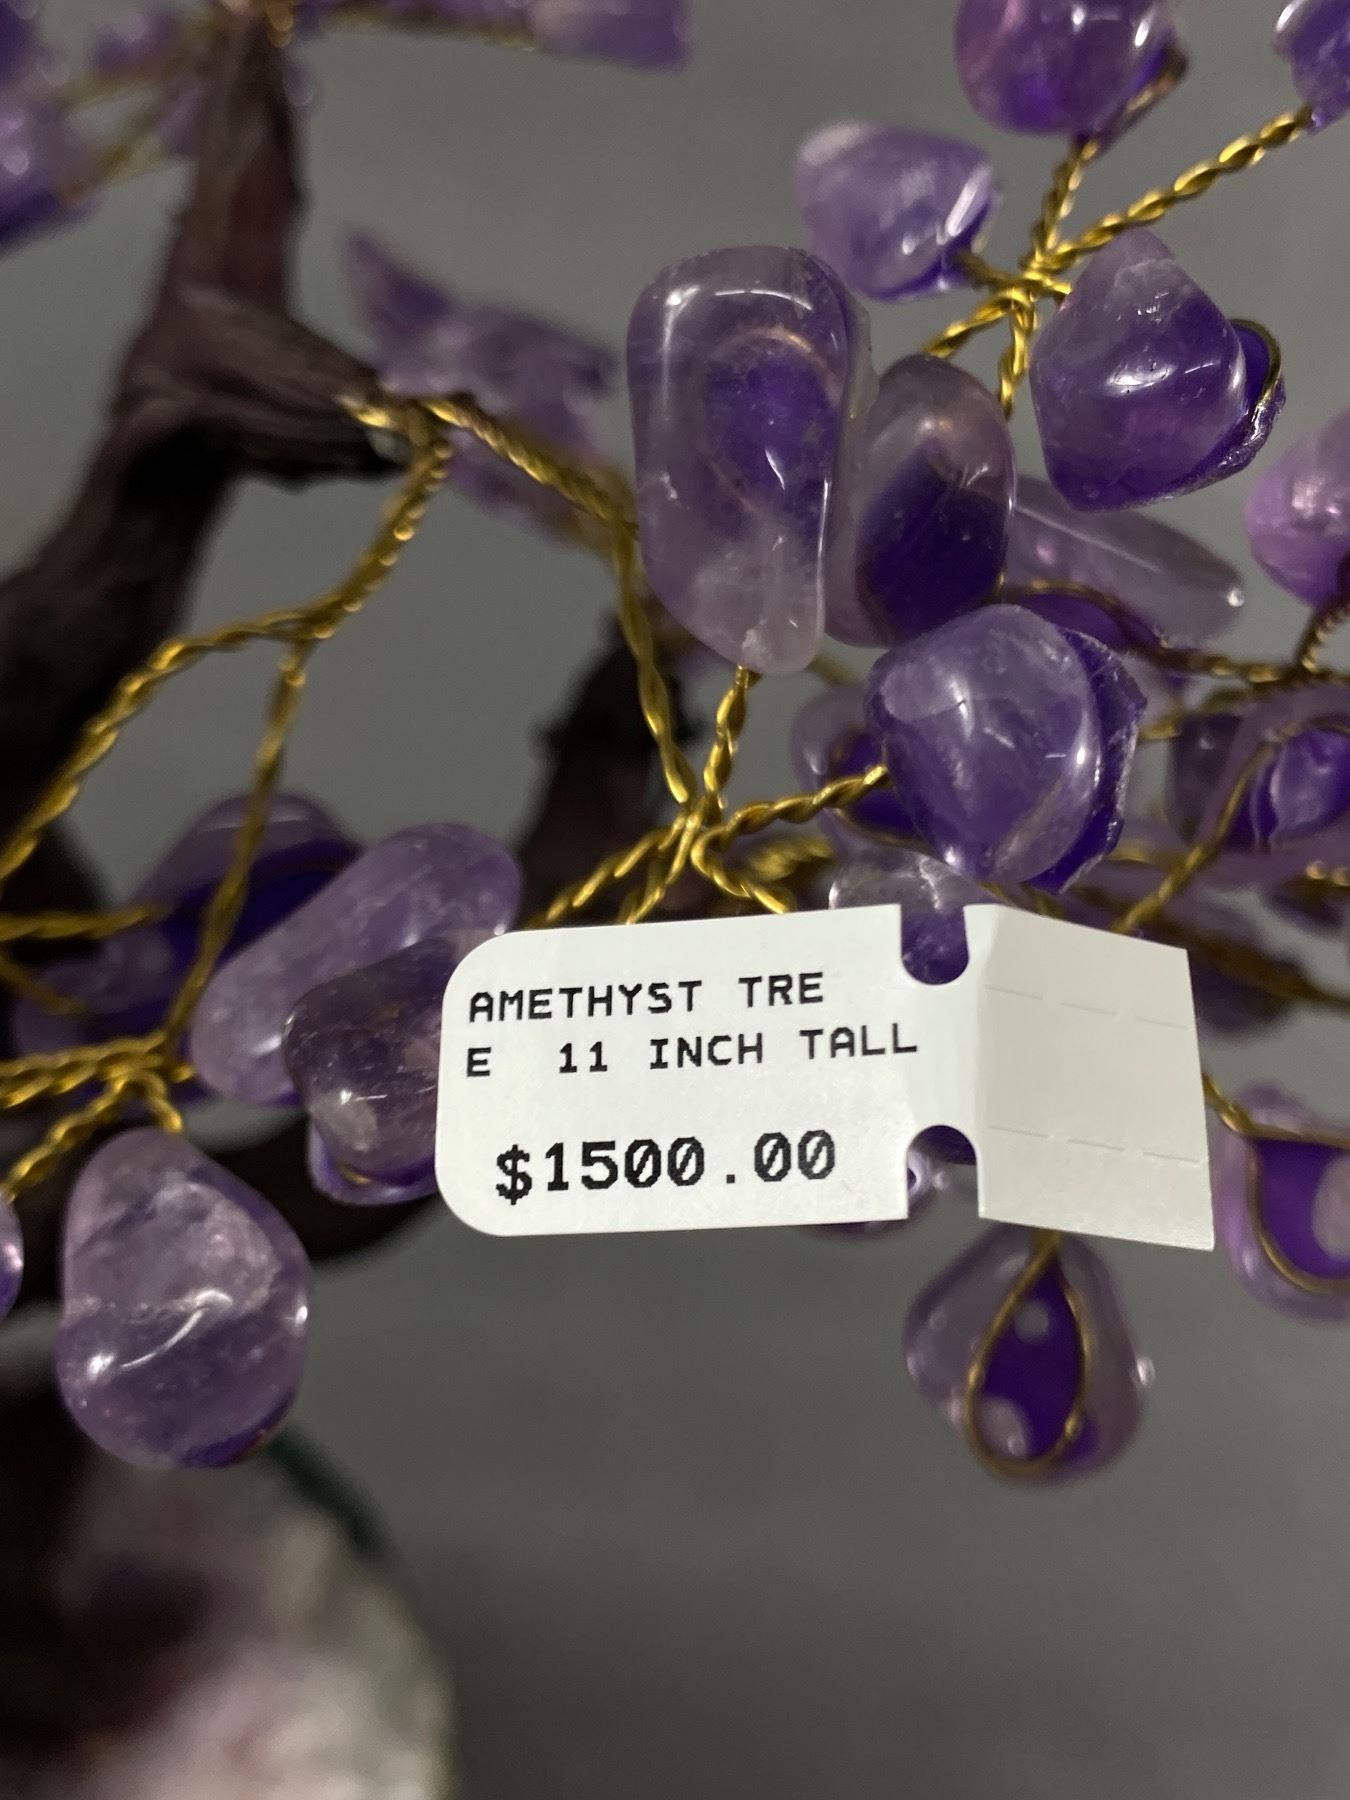 AMETHYST TRE
E 11 INCH TALL
$1500.00